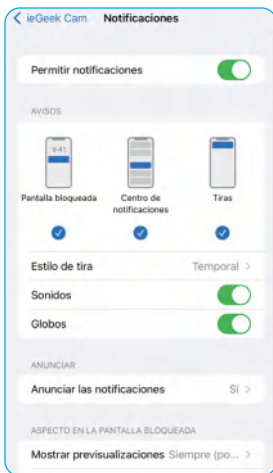 ieGeek Cam Notificaciones
Permitir notificaciones
AVISOS
9:41
Pantalla bloqueada
Centro de
notificaciones
Tiras
Estilo de tira Temporal
Sonidos
Globos
ANUNCIAR
Anunciar las notificaciones Sí
ASPECTO EN LA PANTALLA BLOQUEADA
Mostrar previsualizaciones Siempre (po...